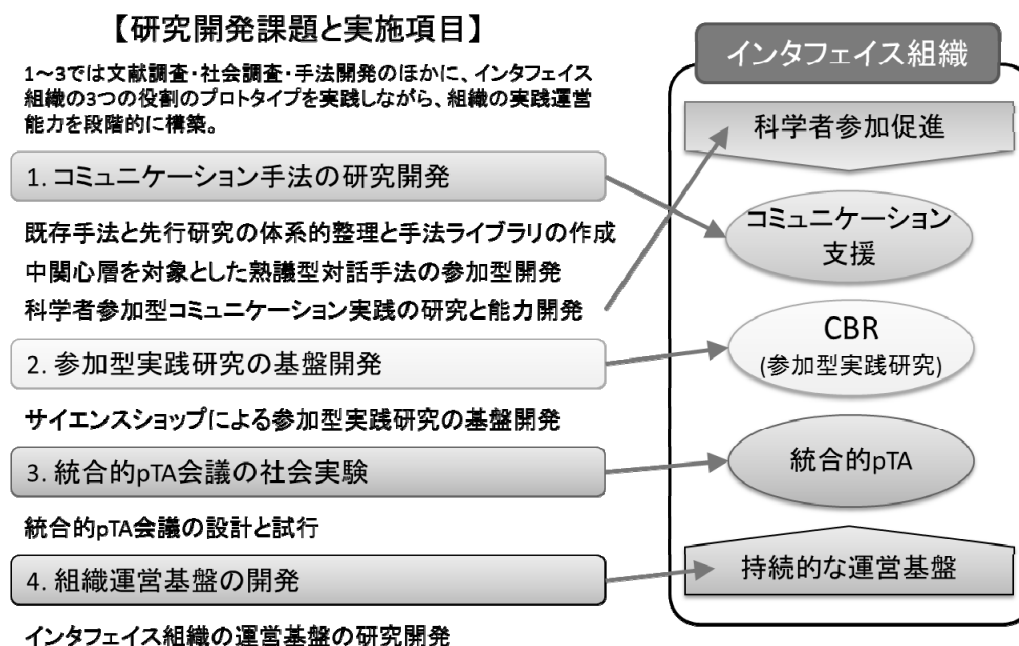 【研究開発課題と実施項目】
1~3では文献調査・社会調査・手法開発のほかに、インタフェイス
組織の3つの役割のプロトタイプを実践しながら、組織の実践運営
能力を段階的に構築。
1. コミュニケーション手法の研究開発
既存手法と先行研究の体系的整理と手法ライブラリの作成
中関心層を対象とした熟議型対話手法の参加型開発
科学者参加型コミュニケーション実践の研究と能力開発
2. 参加型実践研究の基盤開発
サイエンスショップによる参加型実践研究の基盤開発
3. 統合的pTA会議の社会実験
統合的pTA会議の設計と試行
4. 組織運営基盤の開発
インタフェイス組織の運営基盤の研究開発
インタフェイス組織
科学者参加促進
コミュニケーション
支援
CBR
(参加型実践研究)
統合的pTA
持続的な運営基盤